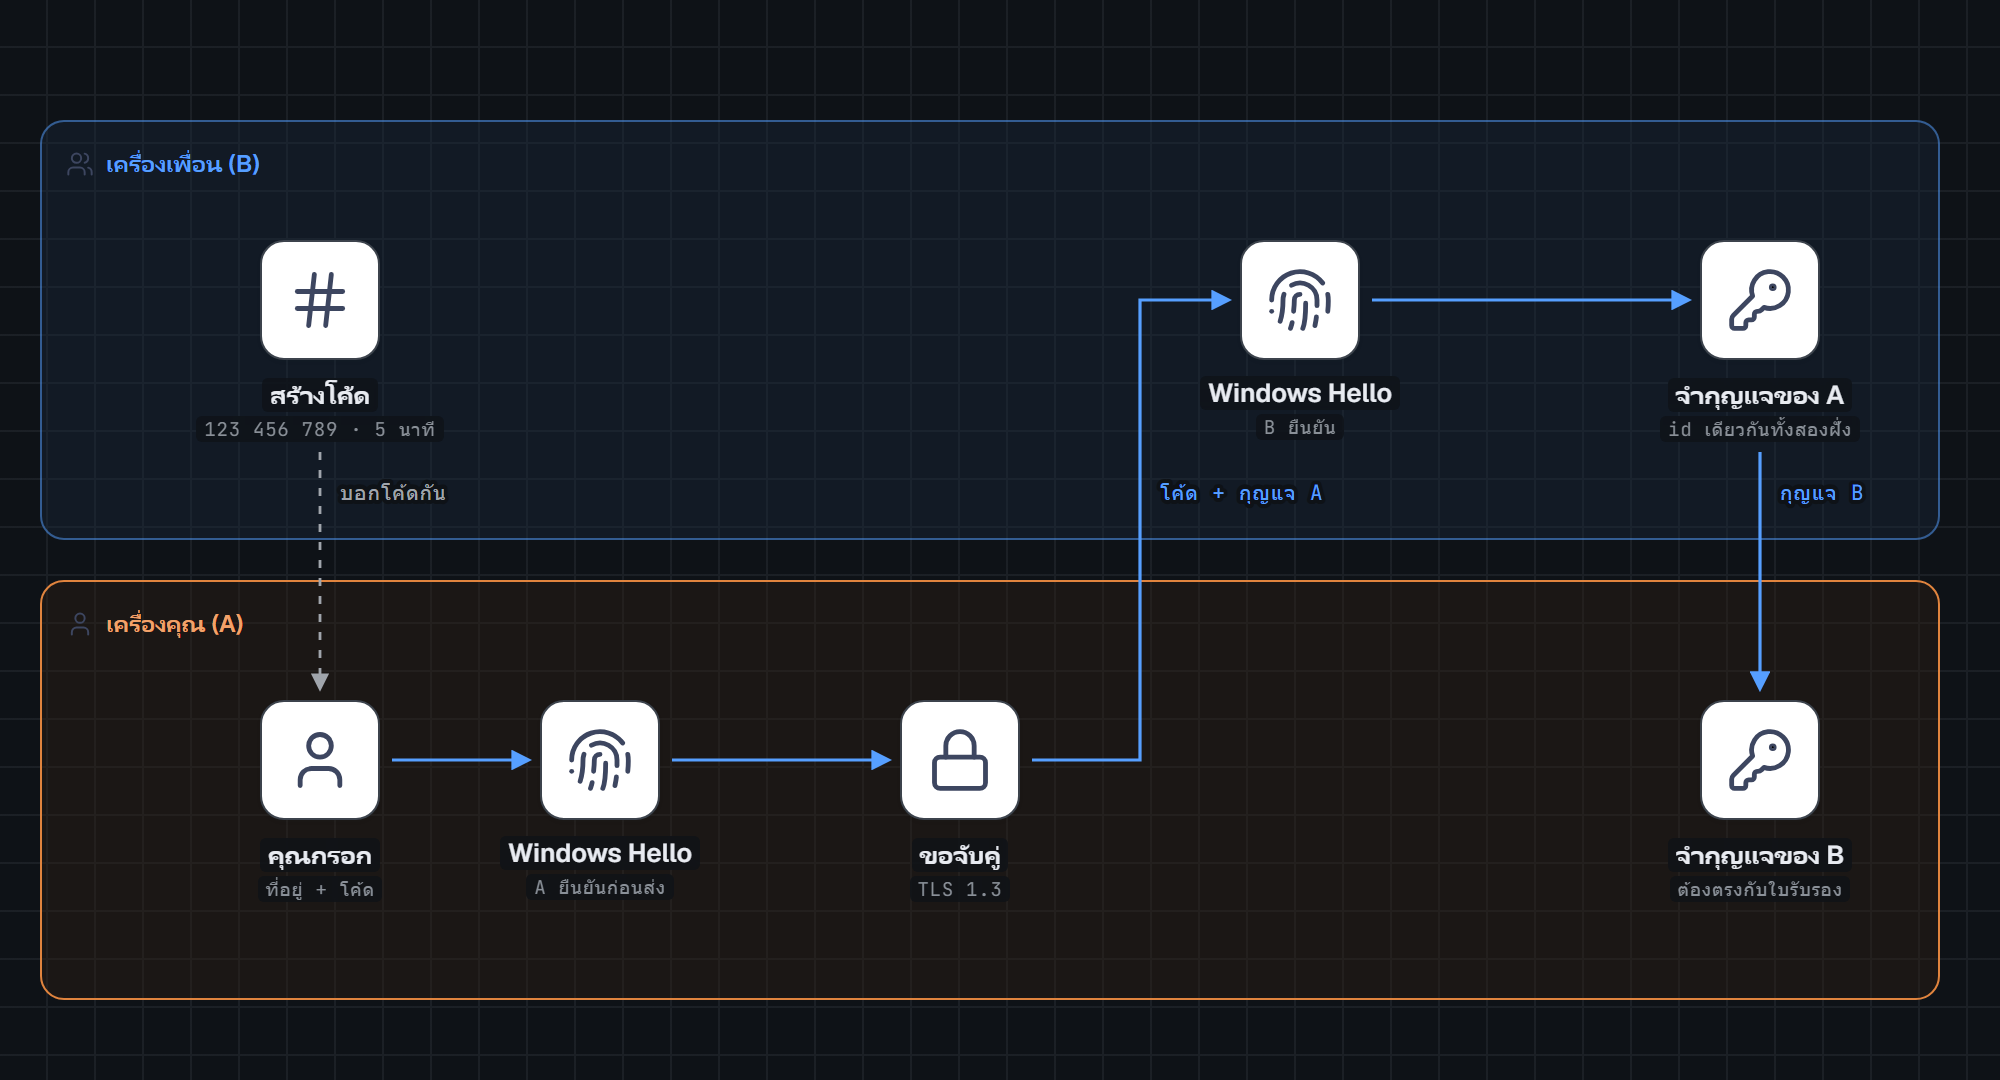 เครื่องเพื่อน (B)
สร้างโค้ด
123 456 789 · 5 นาที
Windows Hello
B ยืนยัน
จำกุญแจของ A
id เดียวกันทั้งสองฝั่ง
บอกโค้ดกัน
โค้ด + กุญแจ A
กุญแจ B
เครื่องคุณ (A)
คุณกรอก
ที่อยู่ + โค้ด
Windows Hello
A ยืนยันก่อนส่ง
ขอจับคู่
TLS 1.3
จำกุญแจของ B
ต้องตรงกับใบรับรอง